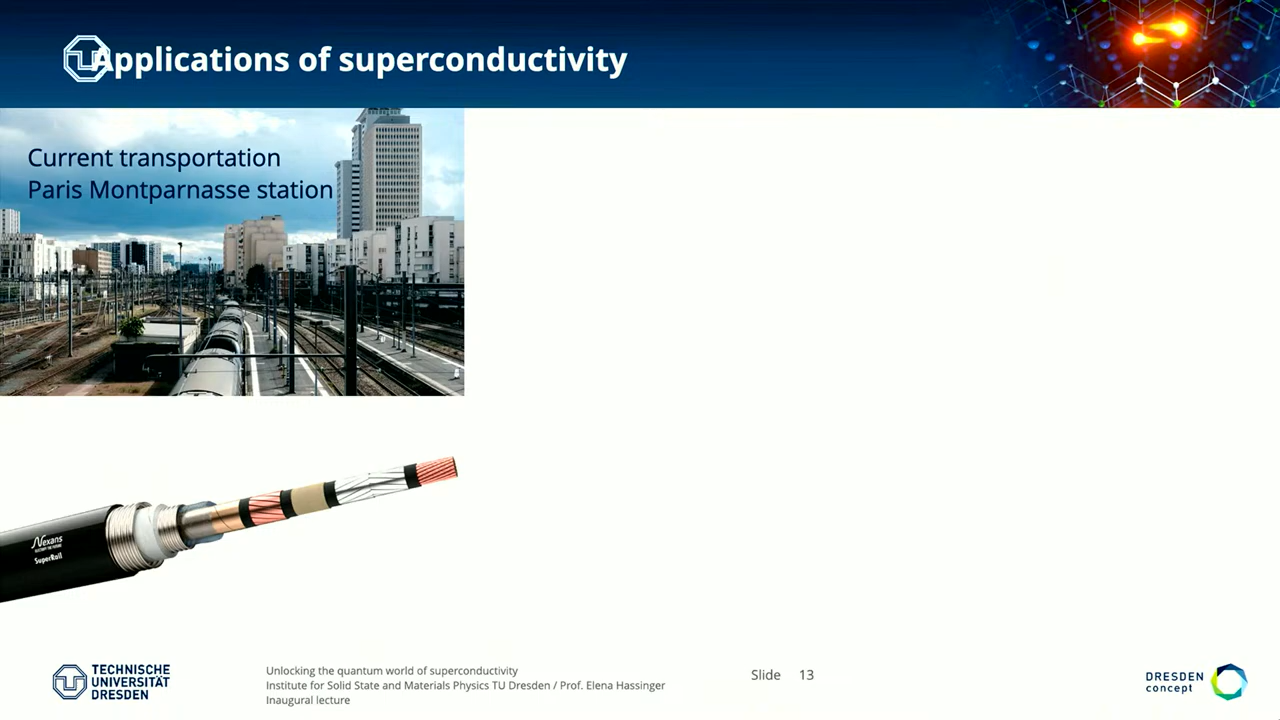 Applications of superconductivity
Current transportation
Paris Montparnasse station
Nexans
SuperRail
TECHNISCHE
UNIVERSITÄT
DRESDEN
Unlocking the quantum world of superconductivity
Institute for Solid State and Materials Physics TU Dresden / Prof. Elena Hassinger
Inaugural lecture
Slide 13
DRESDEN
concept